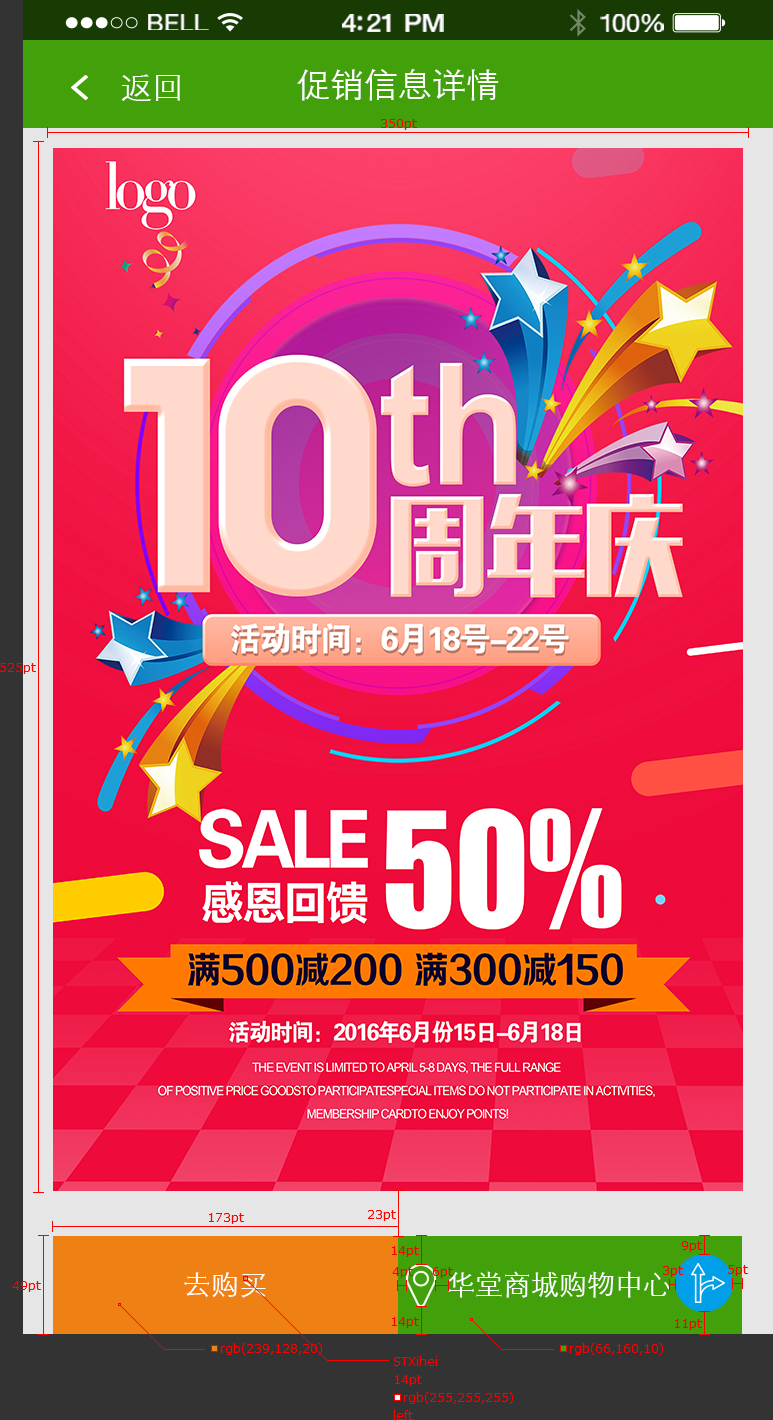 BELL 4:21 PM 100%
返回 促销信息详情
350pt
logo
10th
周年庆
活动时间：6月18号-22号
525pt
SALE 50%
感恩回馈
满500减200 满300减150
活动时间：2016年6月份15日-6月18日
THE EVENT IS LIMITED TO APRIL 5-8 DAYS, THE FULL RANGE
OF POSITIVE PRICE GOODSTO PARTICIPATESPECIAL ITEMS DO NOT PARTICIPATE IN ACTIVITIES,
MEMBERSHIP CARDTO ENJOY POINTS!
173pt 23pt
14pt 9pt
4pt 6pt 3pt 5pt
49pt 去购买 华堂商城购物中心
14pt 11pt
rgb(239,128,20) rgb(66,160,10)
STXihei
14pt
rgb(255,255,255)
left